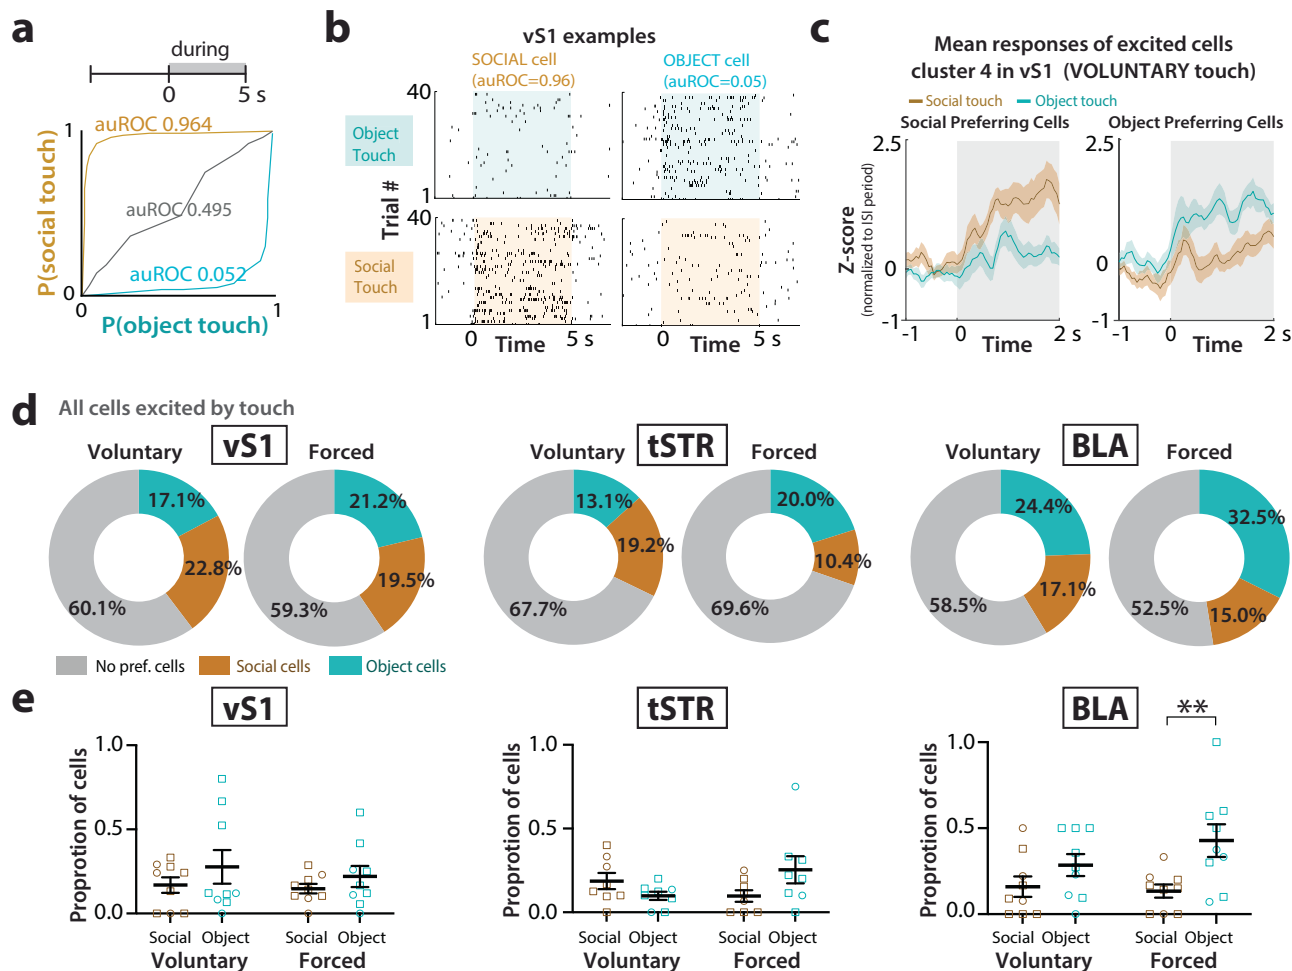 a
during
0
5 s
1
auROC 0.964
auROC 0.495
auROC 0.052
0
0
1
P(social touch)
P(object touch)
b
vS1 examples
SOCIAL cell
(auROC=0.96)
OBJECT cell
(auROC=0.05)
40
Object
Touch
1
Trial #
40
Social
Touch
1
0
Time
5 s
0
Time
5 s
c
Mean responses of excited cells
cluster 4 in vS1 (VOLUNTARY touch)
Social touch
Object touch
Social Preferring Cells
Object Preferring Cells
2.5
0
-1
Z-score
(normalized to ISI period)
2.5
0
-1
-1
0
2 s
Time
-1
0
2 s
Time
d
All cells excited by touch
Voluntary
vS1
Forced
17.1%
22.8%
60.1%
21.2%
19.5%
59.3%
Voluntary
tSTR
Forced
13.1%
19.2%
67.7%
20.0%
10.4%
69.6%
Voluntary
BLA
Forced
24.4%
17.1%
58.5%
32.5%
15.0%
52.5%
No pref. cells
Social cells
Object cells
e
vS1
Proprotion of cells
1.0
0.5
0.0
Social
Object
Social
Object
Voluntary
Forced
tSTR
Proprotion of cells
1.0
0.5
0.0
Social
Object
Social
Object
Voluntary
Forced
BLA
**
Proprotion of cells
1.0
0.5
0.0
Social
Object
Social
Object
Voluntary
Forced